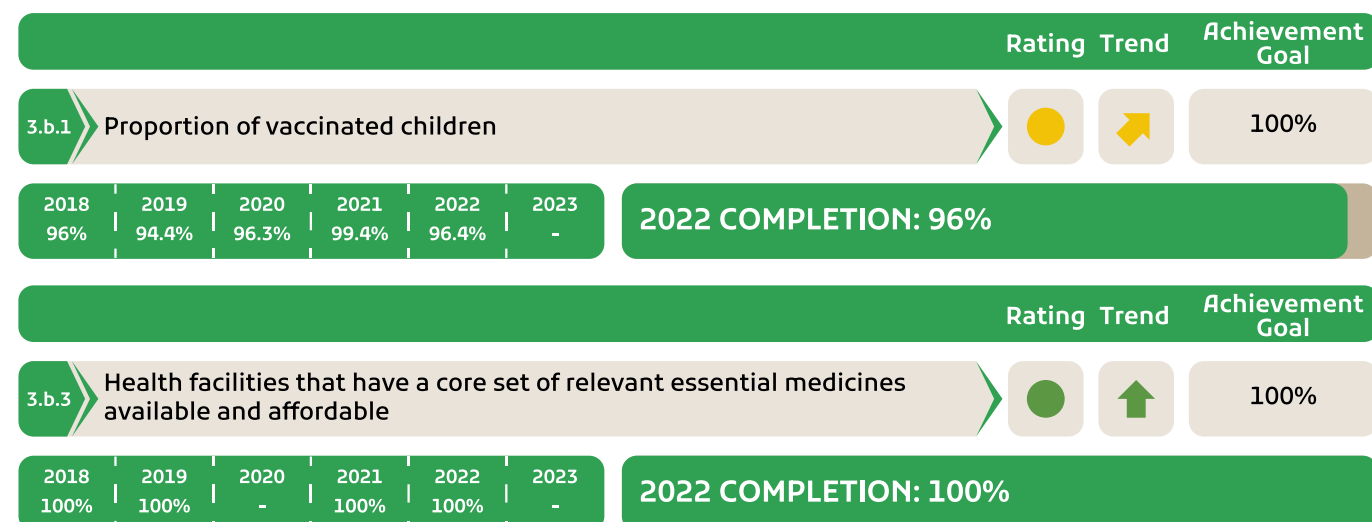 Rating Trend Achievement
Goal
3.b.1 Proportion of vaccinated children 100%
2018 2019 2020 2021 2022 2023
96% 94.4% 96.3% 99.4% 96.4% -
2022 COMPLETION: 96%
Rating Trend Achievement
Goal
3.b.3 Health facilities that have a core set of relevant essential medicines
available and affordable 100%
2018 2019 2020 2021 2022 2023
100% 100% - 100% 100% -
2022 COMPLETION: 100%